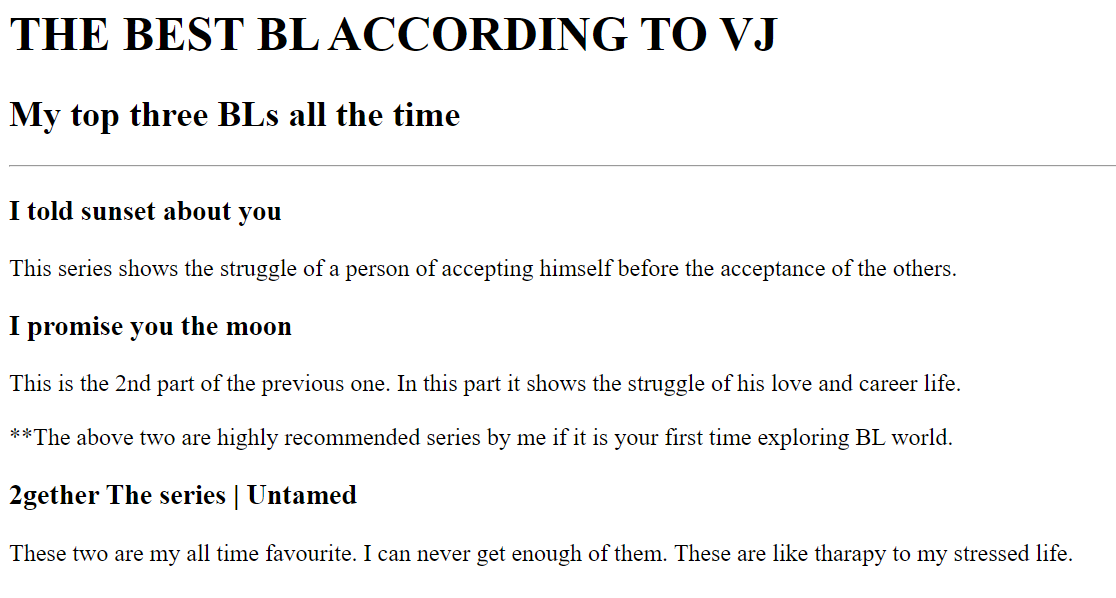 THE BEST BL ACCORDING TO VJ
My top three BLs all the time
I told sunset about you
This series shows the struggle of a person of accepting himself before the acceptance of the others.
I promise you the moon
This is the 2nd part of the previous one. In this part it shows the struggle of his love and career life.
**The above two are highly recommended series by me if it is your first time exploring BL world.
2gether The series | Untamed
These two are my all time favourite. I can never get enough of them. These are like tharapy to my stressed life.